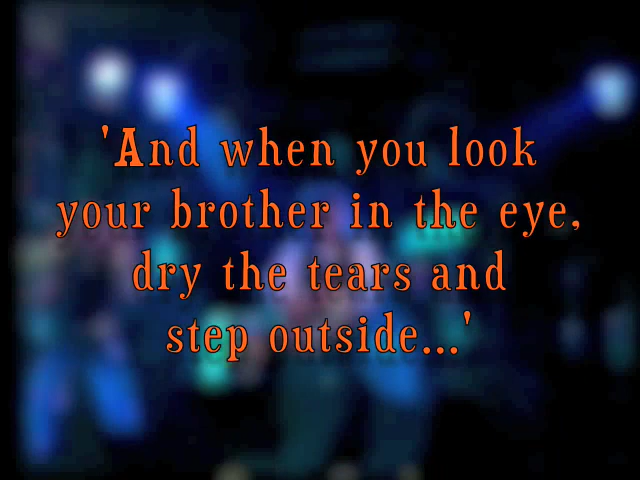 'And when you look
your brother in the eye,
dry the tears and
step outside...'